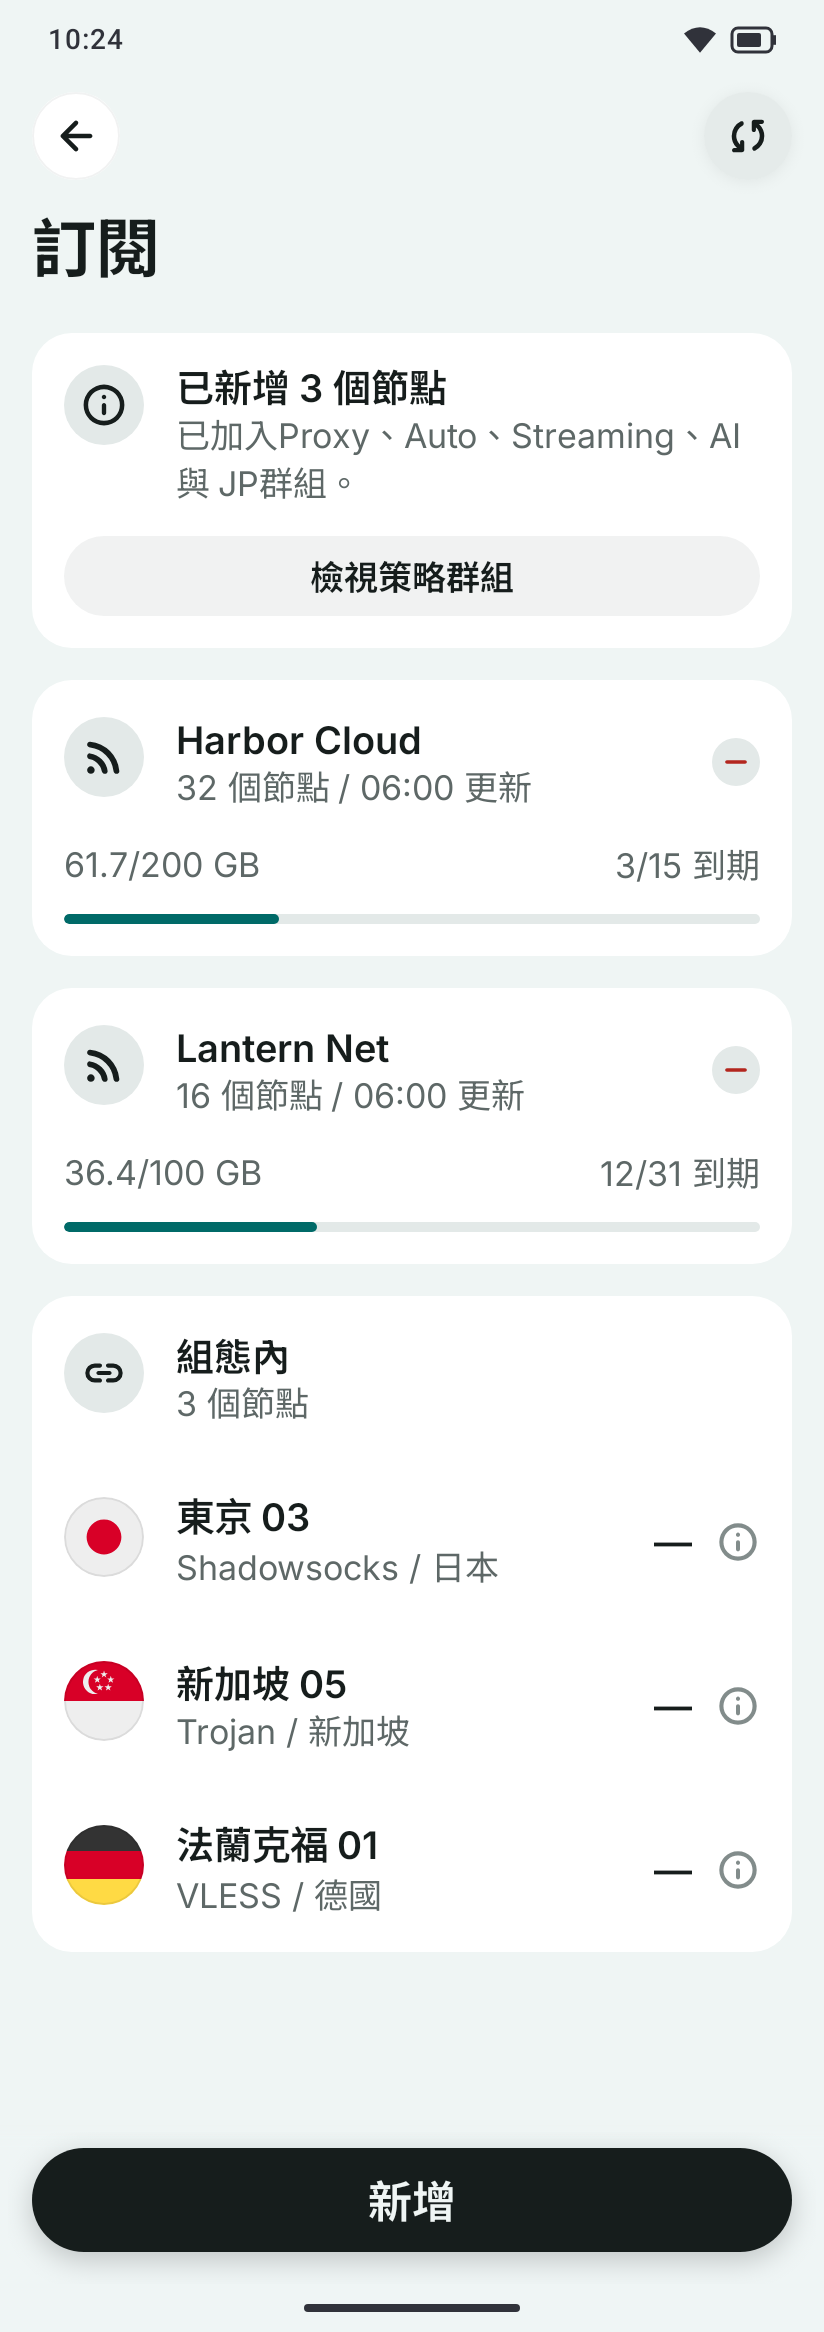 10:24
訂閱
已新增 3 個節點
已加入Proxy、Auto、Streaming、AI
與 JP群組。
檢視策略群組
Harbor Cloud
32 個節點 / 06:00 更新
61.7/200 GB
3/15 到期
Lantern Net
16 個節點 / 06:00 更新
36.4/100 GB
12/31 到期
組態內
3 個節點
東京 03
Shadowsocks / 日本
新加坡 05
Trojan / 新加坡
法蘭克福 01
VLESS / 德國
新增